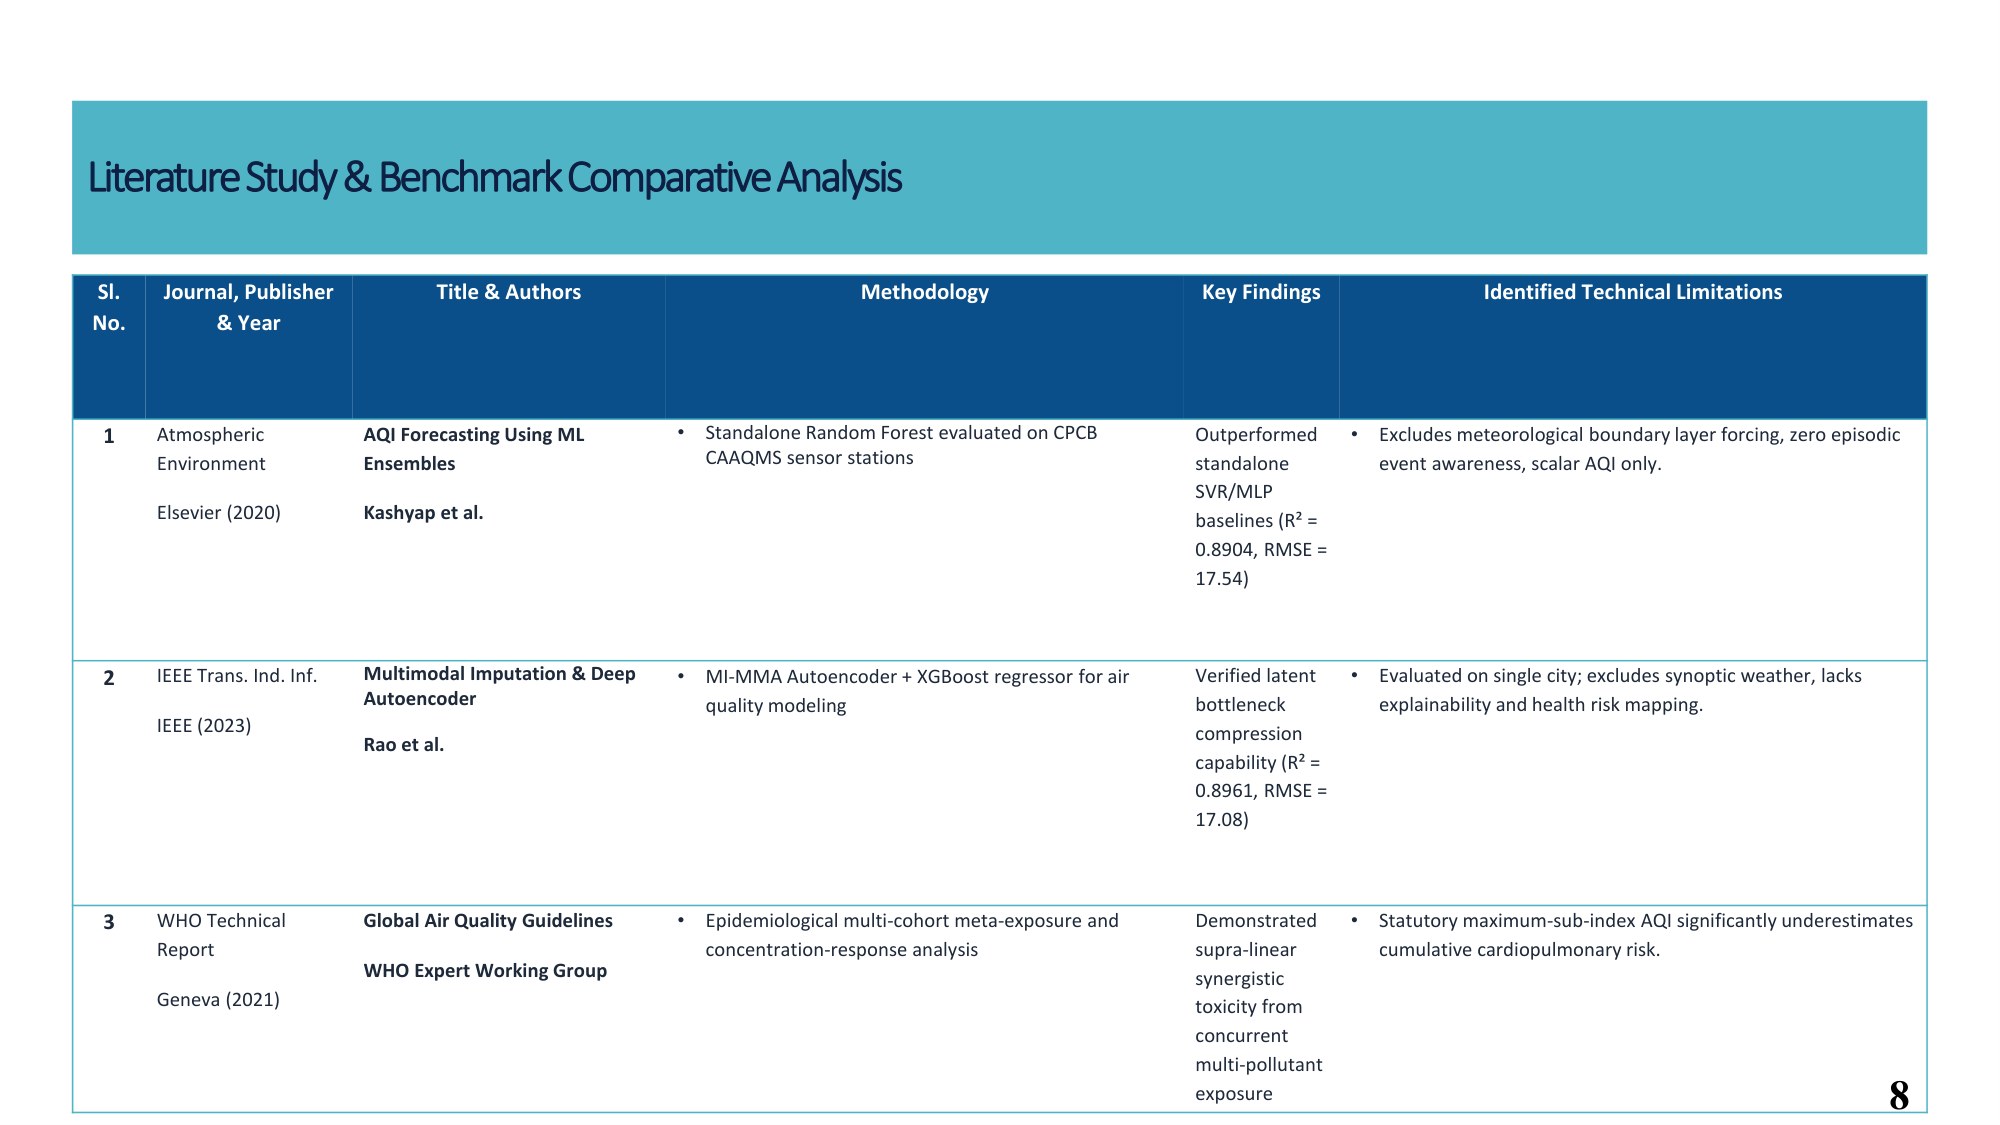 Literature Study & Benchmark Comparative Analysis
Sl.
No.
Journal, Publisher
& Year
Title & Authors
Methodology
Key Findings
Identified Technical Limitations
1
Atmospheric
Environment
Elsevier (2020)
AQI Forecasting Using ML
Ensembles
Kashyap et al.
• Standalone Random Forest evaluated on CPCB
CAAQMS sensor stations
Outperformed
standalone
SVR/MLP
baselines (R² =
0.8904, RMSE =
17.54)
• Excludes meteorological boundary layer forcing, zero episodic
event awareness, scalar AQI only.
2
IEEE Trans. Ind. Inf.
IEEE (2023)
Multimodal Imputation & Deep
Autoencoder
Rao et al.
• MI-MMA Autoencoder + XGBoost regressor for air
quality modeling
Verified latent
bottleneck
compression
capability (R² =
0.8961, RMSE =
17.08)
• Evaluated on single city; excludes synoptic weather, lacks
explainability and health risk mapping.
3
WHO Technical
Report
Geneva (2021)
Global Air Quality Guidelines
WHO Expert Working Group
• Epidemiological multi-cohort meta-exposure and
concentration-response analysis
Demonstrated
supra-linear
synergistic
toxicity from
concurrent
multi-pollutant
exposure
• Statutory maximum-sub-index AQI significantly underestimates
cumulative cardiopulmonary risk.
8